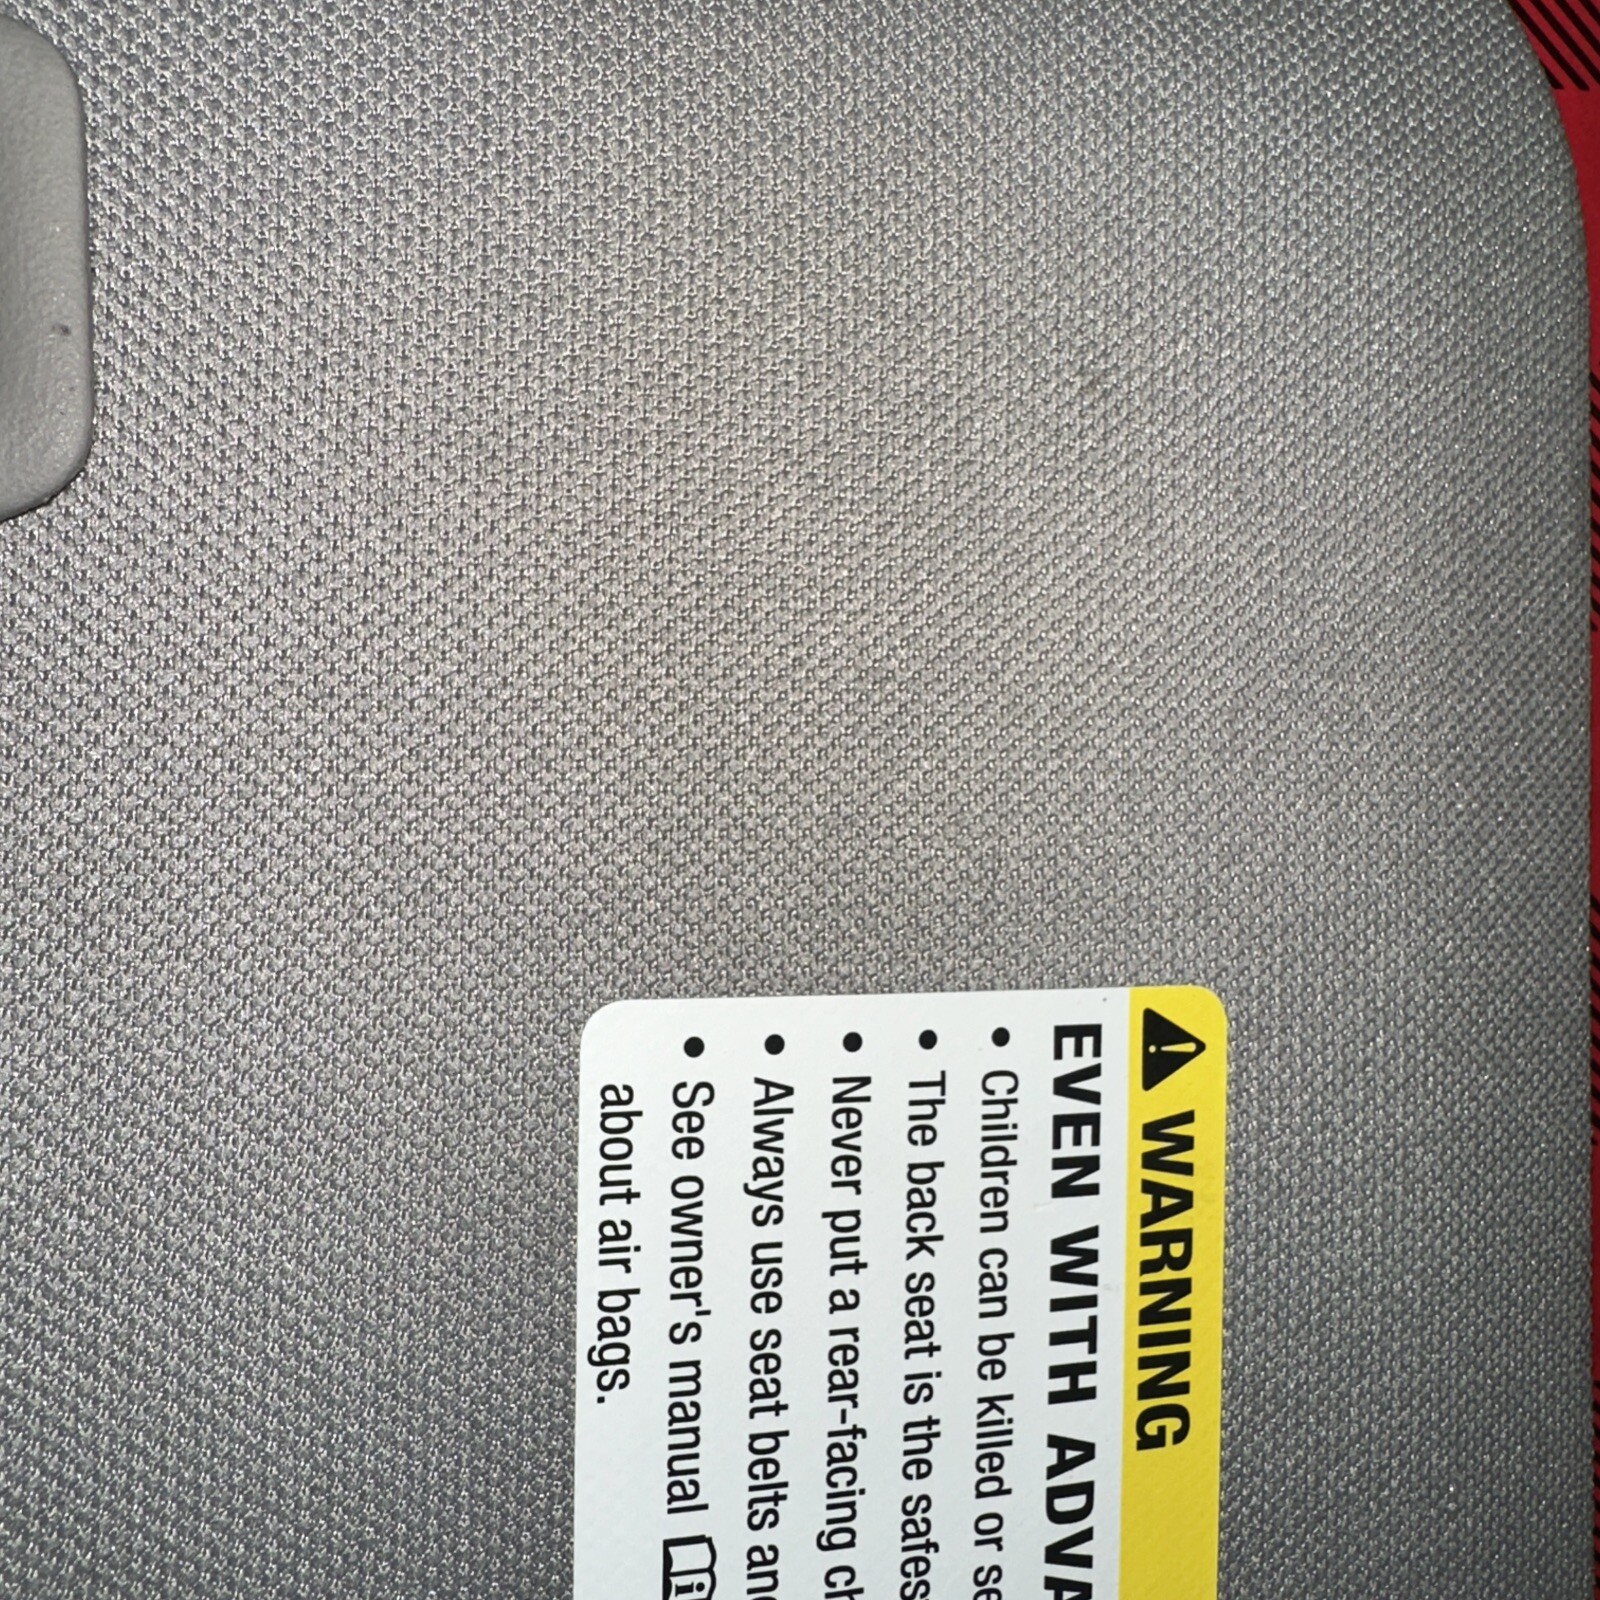 WARNING
EVEN WITH ADVA
• Children can be killed or se
• The back seat is the safes
• Never put a rear-facing ch
• Always use seat belts and
• See owner's manual
about air bags.